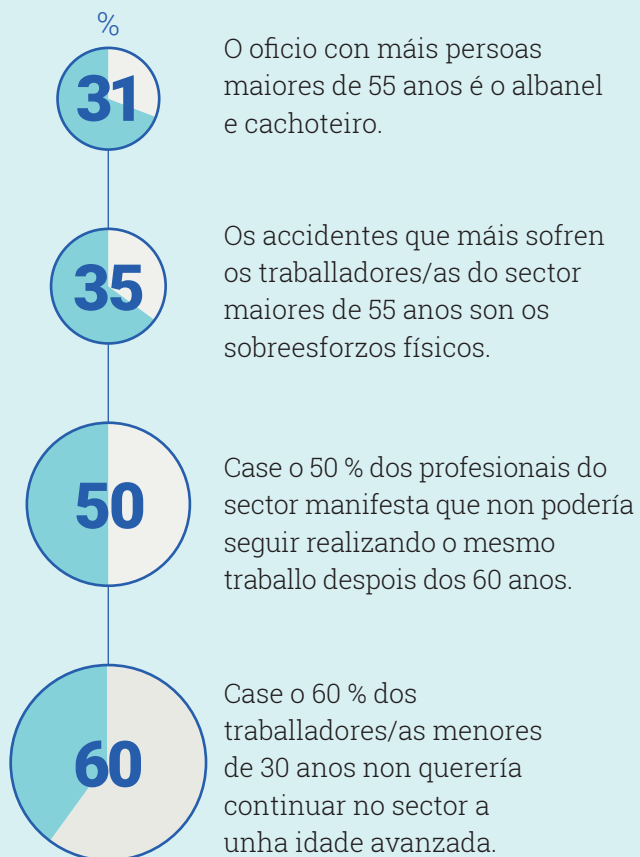 %
31
O oficio con máis persoas
maiores de 55 anos é o albanel
e cachoteiro.
35
Os accidentes que máis sofren
os traballadores/as do sector
maiores de 55 anos son os
sobreesforzos físicos.
50
Case o 50 % dos profesionais do
sector manifesta que non podería
seguir realizando o mesmo
traballo despois dos 60 anos.
60
Case o 60 % dos
traballadores/as menores
de 30 anos non querería
continuar no sector a
unha idade avanzada.